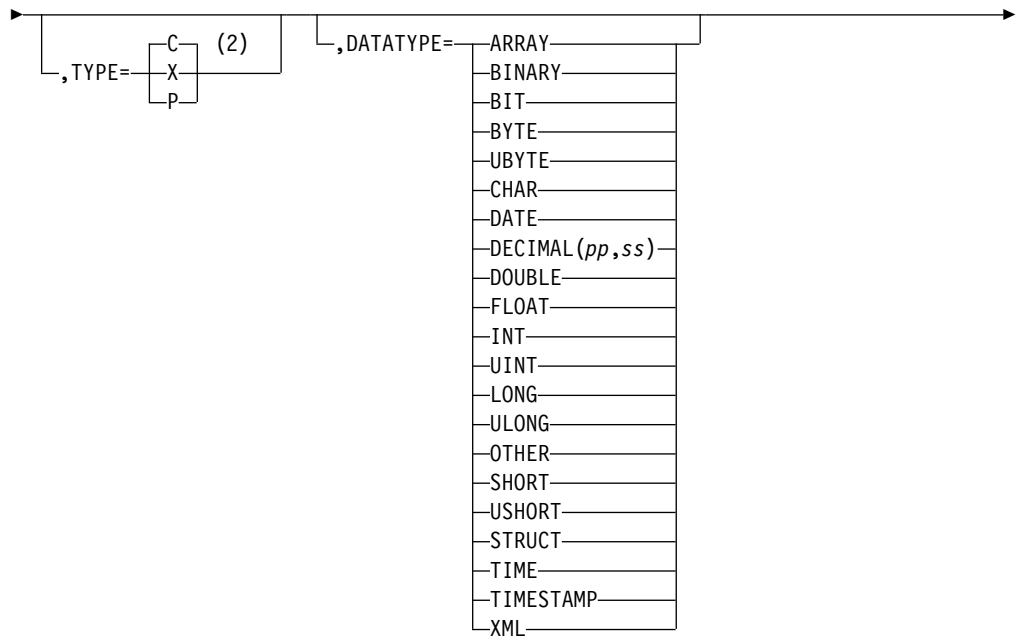 C (2) ,DATATYPE= ARRAY
,TYPE= X BINARY
P BIT
BYTE
UBYTE
CHAR
DATE
DECIMAL(pp,ss)
DOUBLE
FLOAT
INT
UINT
LONG
ULONG
OTHER
SHORT
USHORT
STRUCT
TIME
TIMESTAMP
XML